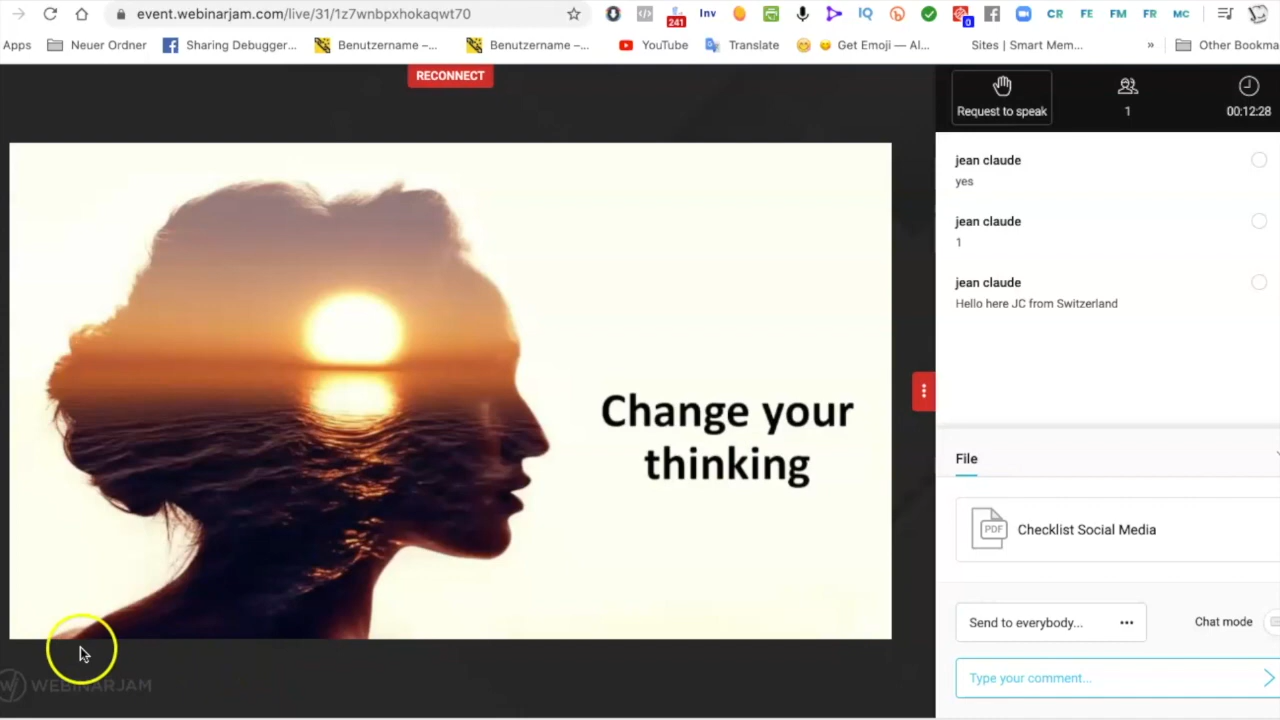 event.webinarjam.com/live/31/1z7wnbpxhokaqwt70
241
Inv
IQ
0
CR
FE
FM
FR
MC
Apps
Neuer Ordner
Sharing Debugger...
Benutzername –...
Benutzername –...
YouTube
Translate
Get Emoji — Al...
Sites | Smart Mem...
»
Other Bookma
RECONNECT
Request to speak
1
00:12:28
jean claude
yes
jean claude
1
jean claude
Hello here JC from Switzerland
Change your
thinking
File
PDF
Checklist Social Media
Send to everybody...
Chat mode
Type your comment...
WEBINARJAM